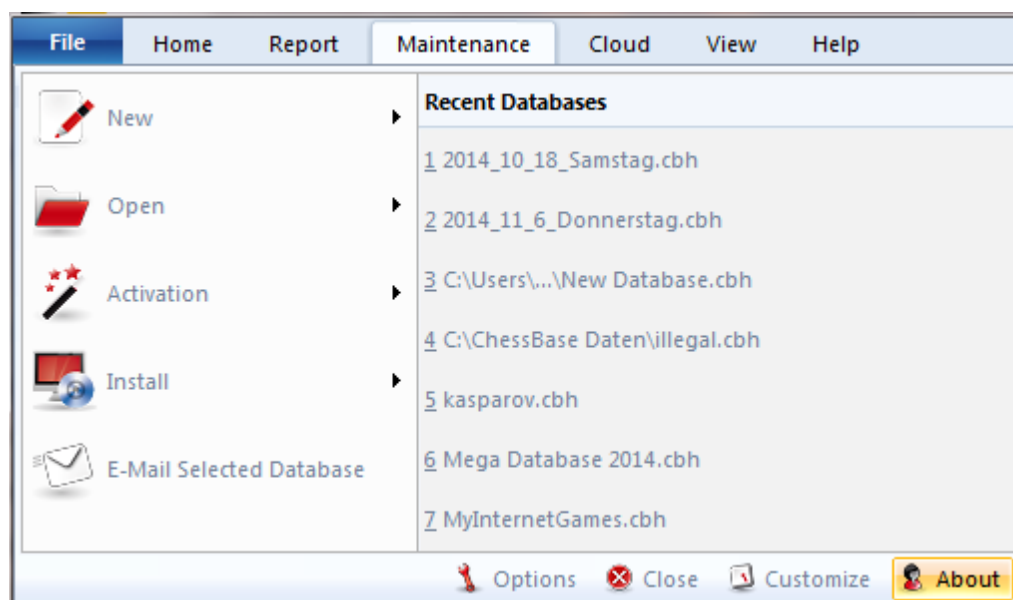 File Home Report Maintenance Cloud View Help
New
Open
Activation
Install
E-Mail Selected Database
Recent Databases
1 2014_10_18_Samstag.cbh
2 2014_11_6_Donnerstag.cbh
3 C:\Users\...\New Database.cbh
4 C:\ChessBase Daten\illegal.cbh
5 kasparov.cbh
6 Mega Database 2014.cbh
7 MyInternetGames.cbh
Options Close Customize About